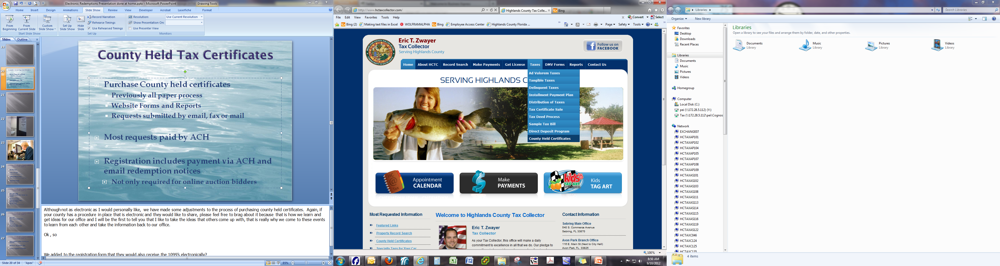 Electronic Redemptions Presentation done at home.pptx - Microsoft PowerPoint
Drawing Tools
Home Insert Design Animations Slide Show Review View Developer Acrobat Laserfiche Format
From Beginning
From Current Slide
Custom Slide Show
Set Up Slide Show
Hide Slide
Record Narration
Rehearse Timings
Use Rehearsed Timings
Resolution: Use Current Resolution
Show Presentation On:
Use Presenter View
Start Slide Show Set Up Monitors
Slides Outline
19
20
21
22
23
24
25
26
27
County Held Tax Certificates
Purchase County held certificates
Previously all paper process
Website Forms and Reports
Requests submitted by email, fax or mail
Most requests paid by ACH
Registration includes payment via ACH and
email redemption notices
Not only required for online auction bidders
Although not as electronic as I would personally like, we have made some adjustments to the process of purchasing county held certificates. Again, if
your county has a procedure in place that is electronic and they would like to share, please feel free to brag about it because that is how we learn and
get ideas for our office and I will be the first to tell you that I like to take the ideas that others come up with, that is really why we come to these events
to learn from each other and take the information back to our office.
Ok , so
We added to the registration form that they would also receive the 1099's electronically?
Slide 20 of 34 "Apex" 85%
http://www.hctaxcollector.com/
Highlands County Tax Colle...
Bing
File Edit View Favorites Tools Help
Convert Select
Bing (2) Making text files in Excel WOLFRAMALPHA Bing Employee Access Center Highlands County Florida ...
Page Safety Tools
Eric T. Zwayer
Tax Collector
Serving Highlands County
Follow us on
FACEBOOK
Home About HCTC Record Search Make Payments Get License Taxes DMV Forms Reports Contact Us
Ad Valorem Taxes
Tangible Taxes
Delinquent Taxes
Installment Payment Plan
Distribution of Taxes
Tax Certificate Sale
Tax Deed Process
Sample Tax Bill
Direct Deposit Program
County Held Certificates
SERVING HIGHLANDS C
Appointment
CALENDAR
Make
PAYMENTS
Kids
TAG ART
Most Requested Information
Featured Links
Property Record Search
County Held Certificates
Specialty Tags for Your Car
Welcome to Highlands County Tax Collector
Eric T. Zwayer
Tax Collector
As your Tax Collector, this office will make a daily
commitment to excellence in all that we do. Our pledge to
Contact Information
Sebring Main Office
540 S. Commerce Avenue
Sebring, FL 33870
Avon Park Branch Office
116 E. Main St (Next to City Hall)
Avon Park, FL. 33825
100%
8:50 AM
9/10/2012
Libraries
Search Libraries
Organize New library
Favorites
Desktop
Downloads
Recent Places
Libraries
Documents
Music
Pictures
Videos
Homegroup
Computer
Local Disk (C:)
pei (\\172.28.5.112) (Y:)
Tax (\\172.28.5.112\pei\Cognos
Network
EXCHANGE07
HCTAXAP101
HCTAXAP102
HCTAXAP104
HCTAXAP105
HCTAXAP107
HCTAXAP108
HCTAXAP109
HCTAXAS101
HCTAXAS102
HCTAXAS103
HCTAXAS108
HCTAXAS111
HCTAXAS113
HCTAXAS114
HCTAXAS115
HCTAXAS116
HCTAXAS119
HCTAXAS122
HCTAXC046
HCTAXC124
HCTAXC125
HCTAXC135
Libraries
Open a library to see your files and arrange them by folder, date, and other properties.
Documents
Library
Music
Library
Pictures
Library
Videos
Library
4 items